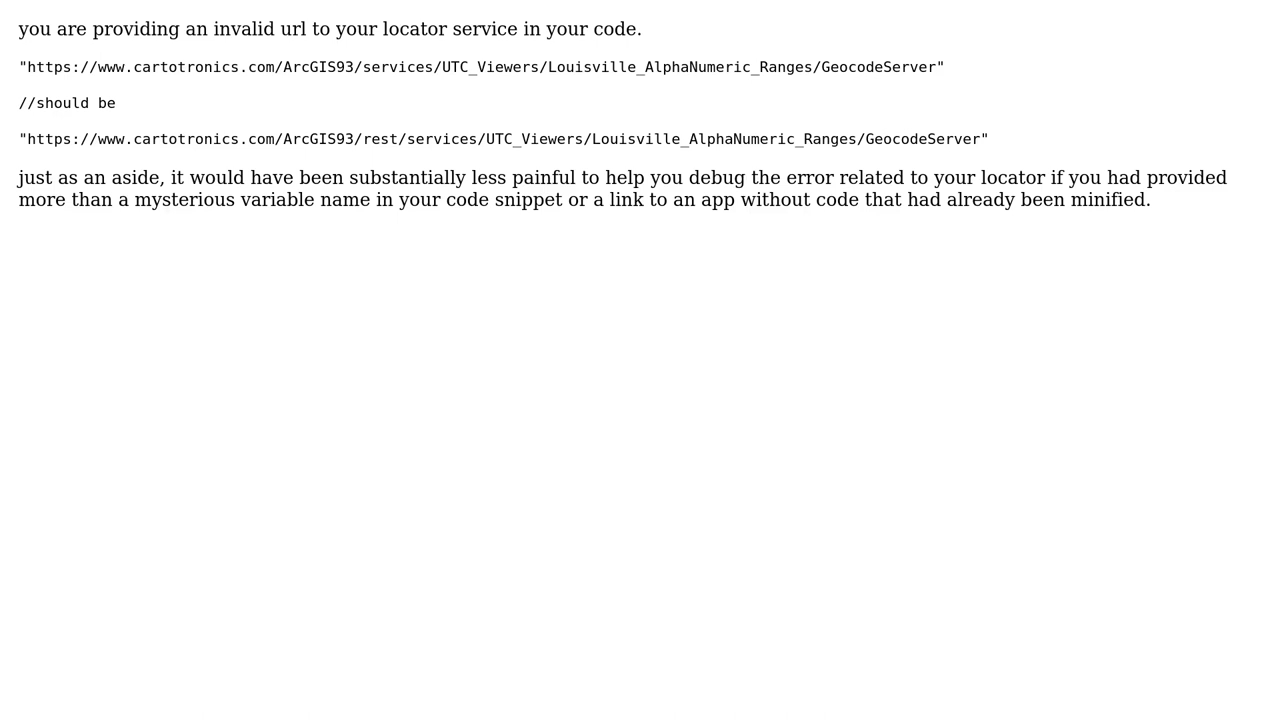 you are providing an invalid url to your locator service in your code.
"https://www.cartotronics.com/ArcGIS93/services/UTC_Viewers/Louisville_AlphaNumeric_Ranges/GeocodeServer"
//should be
"https://www.cartotronics.com/ArcGIS93/rest/services/UTC_Viewers/Louisville_AlphaNumeric_Ranges/GeocodeServer"
just as an aside, it would have been substantially less painful to help you debug the error related to your locator if you had provided
more than a mysterious variable name in your code snippet or a link to an app without code that had already been minified.